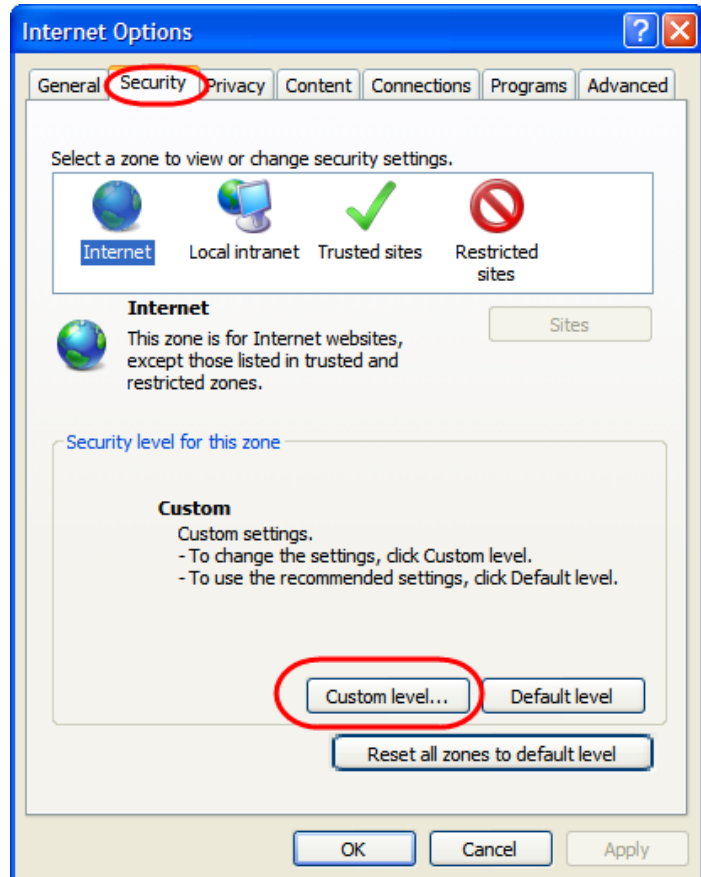 Internet Options
General Security Privacy Content Connections Programs Advanced
Select a zone to view or change security settings.
Internet Local intranet Trusted sites Restricted sites
Internet
Sites
This zone is for Internet websites,
except those listed in trusted and
restricted zones.
Security level for this zone
Custom
Custom settings.
- To change the settings, click Custom level.
- To use the recommended settings, click Default level.
Custom level... Default level
Reset all zones to default level
OK Cancel Apply